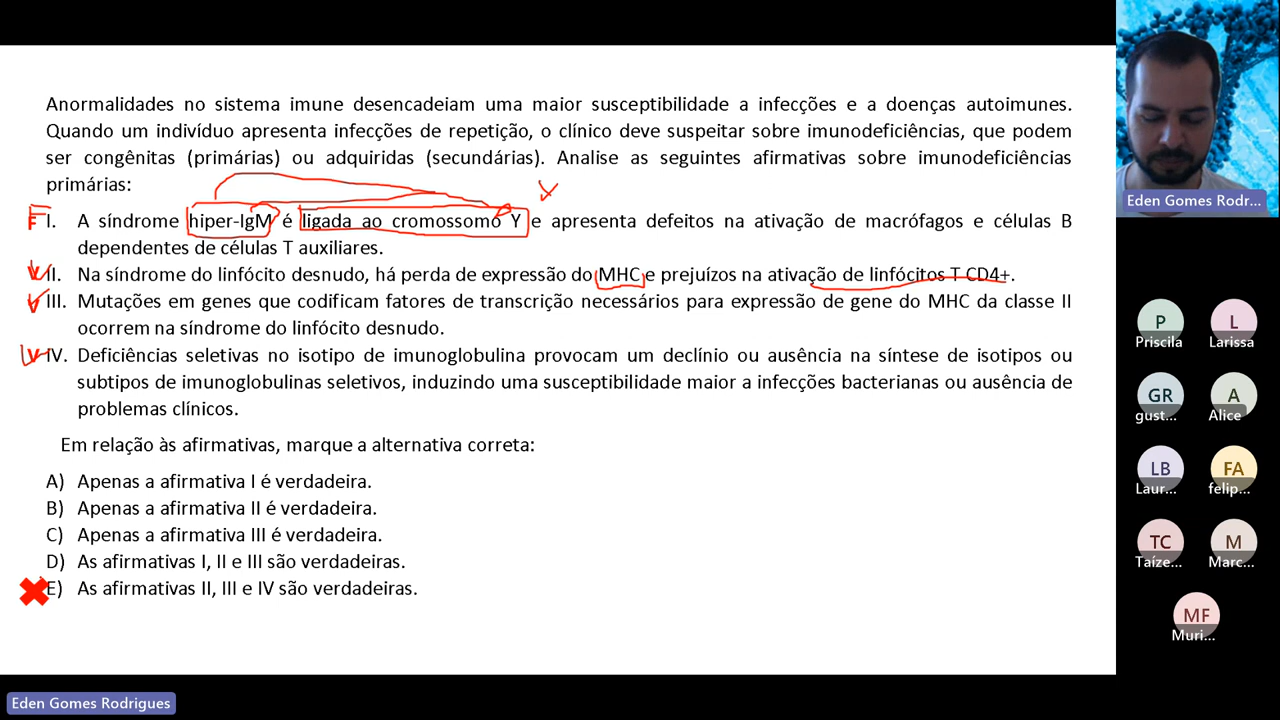 Anormalidades no sistema imune desencadeiam uma maior susceptibilidade a infecções e a doenças autoimunes.
Quando um indivíduo apresenta infecções de repetição, o clínico deve suspeitar sobre imunodeficiências, que podem
ser congênitas (primárias) ou adquiridas (secundárias). Analise as seguintes afirmativas sobre imunodeficiências
primárias:
X
F I. A síndrome hiper-IgM é ligada ao cromossomo Y e apresenta defeitos na ativação de macrófagos e células B
dependentes de células T auxiliares.
V II. Na síndrome do linfócito desnudo, há perda de expressão do MHC e prejuízos na ativação de linfócitos T CD4+.
V III. Mutações em genes que codificam fatores de transcrição necessários para expressão de gene do MHC da classe II
ocorrem na síndrome do linfócito desnudo.
V IV. Deficiências seletivas no isotipo de imunoglobulina provocam um declínio ou ausência na síntese de isotipos ou
subtipos de imunoglobulinas seletivos, induzindo uma susceptibilidade maior a infecções bacterianas ou ausência de
problemas clínicos.
Em relação às afirmativas, marque a alternativa correta:
A) Apenas a afirmativa I é verdadeira.
B) Apenas a afirmativa II é verdadeira.
C) Apenas a afirmativa III é verdadeira.
D) As afirmativas I, II e III são verdadeiras.
E) As afirmativas II, III e IV são verdadeiras.
Eden Gomes Rodrigues
Eden Gomes Rodr...
P
Priscila
L
Larissa
GR
gust...
A
Alice
LB
Laur...
FA
felip...
TC
Taíze...
M
Marc...
MF
Muri...